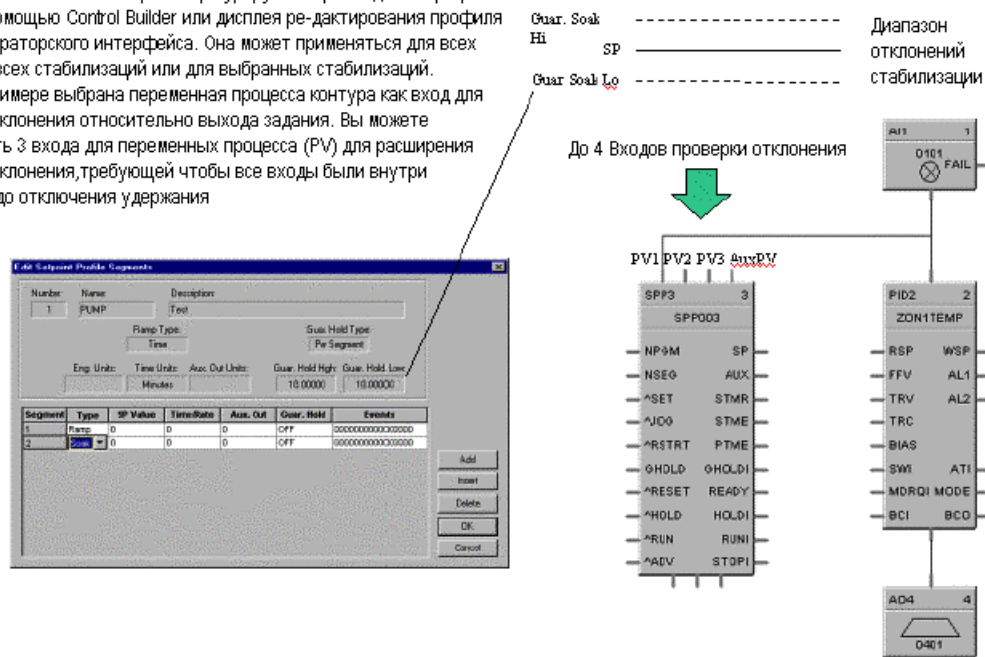 помощью Control Builder или дисплея ре-дактирования профиля
раторского интерфейса. Она может применяться для всех
всех стабилизаций или для выбранных стабилизаций.
имере выбрана переменная процесса контура как вход для
клонения относительно выхода задания. Вы можете
ть 3 входа для переменных процесса (PV) для расширения
клонения,требующей чтобы все входы были внутри
до отключения удержания
Guar. Soak
Hi
SP
Guar Soak Lo
Диапазон
отклонений
стабилизации
До 4 Входов проверки отклонения
PV1 PV2 PV3 AuxPV
Edit Setpoint Profile Segments
Number: Name: Description:
1 PUMP Test
Ramp Type: Guar. Hold Type:
Time Per Segment
Eng. Units: Time Units: Aux. Out Units: Guar. Hold High: Guar. Hold. Low:
Minutes 10.00000 10.00000
Segment Type SP Value Time/Rate Aux. Out Guar. Hold Events
1 Ramp 0 0 0 OFF 0000000000000000
2 Soak 0 0 0 OFF 0000000000000000
Add
Insert
Delete
OK
Cancel
SPP3 3
SPP003
NPGM SP
NSEG AUX
^SET STMR
^JOG STME
^RSTRT PTME
GHOLD GHOLDI
^RESET READY
^HOLD HOLDI
^RUN RUNI
^ADV STOPI
AI1 1
0101
FAIL
PID2 2
ZON1TEMP
RSP WSP
FFV AL1
TRV AL2
TRC
BIAS
SWI ATI
MDRQI MODE
BCI BCO
AO4 4
0401